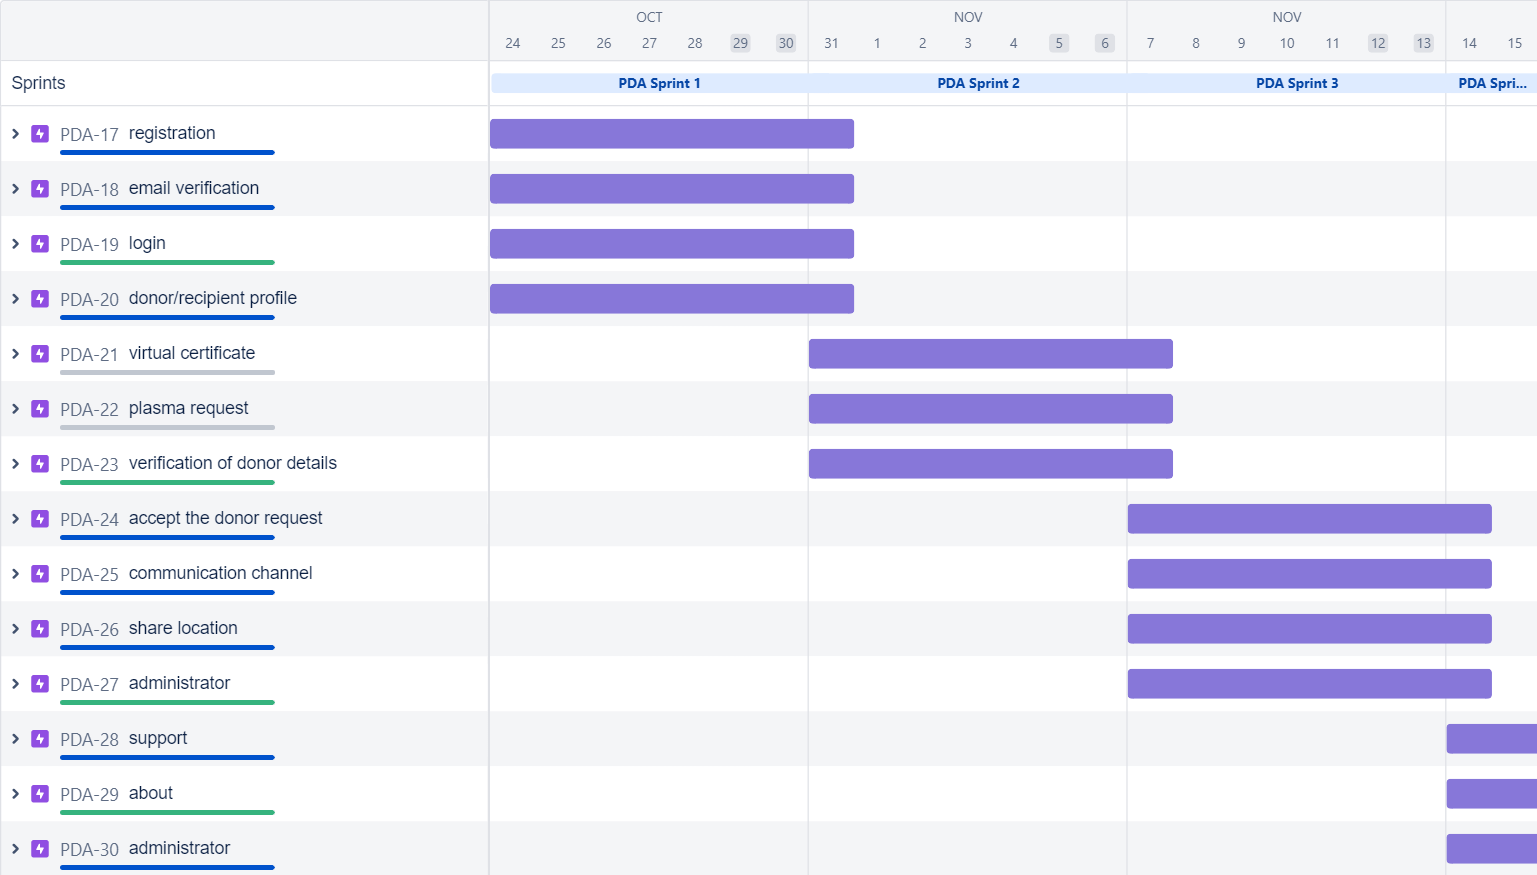 OCT NOV NOV
24 25 26 27 28 29 30 31 1 2 3 4 5 6 7 8 9 10 11 12 13 14 15
Sprints PDA Sprint 1 PDA Sprint 2 PDA Sprint 3 PDA Spri...
PDA-17 registration
PDA-18 email verification
PDA-19 login
PDA-20 donor/recipient profile
PDA-21 virtual certificate
PDA-22 plasma request
PDA-23 verification of donor details
PDA-24 accept the donor request
PDA-25 communication channel
PDA-26 share location
PDA-27 administrator
PDA-28 support
PDA-29 about
PDA-30 administrator